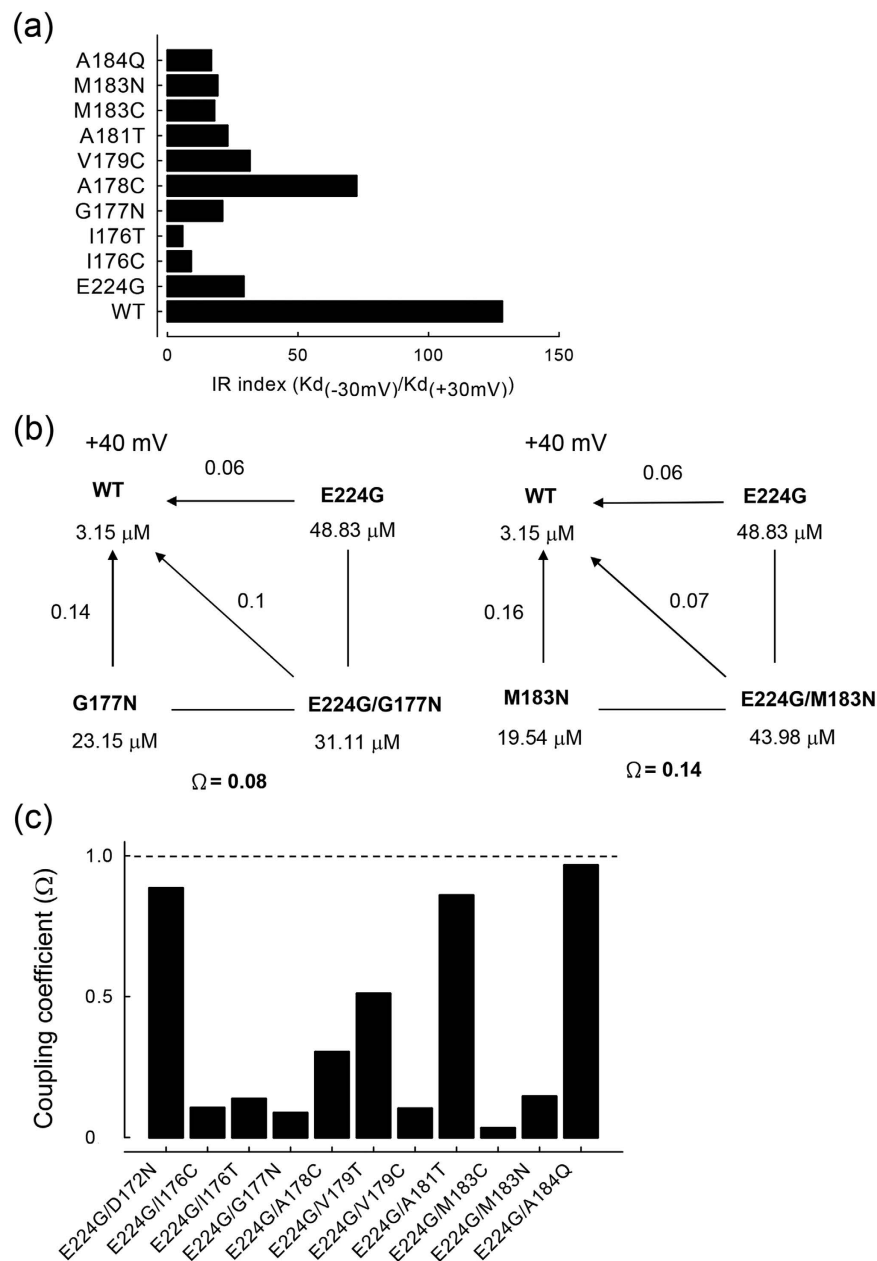 (a)
A184Q
M183N
M183C
A181T
V179C
A178C
G177N
I176T
I176C
E224G
WT
0 50 100 150
IR index (Kd(-30mV)/Kd(+30mV))
(b)
+40 mV
WT
3.15 μM
0.06
E224G
48.83 μM
0.14
0.1
G177N
23.15 μM
E224G/G177N
31.11 μM
Ω = 0.08
+40 mV
WT
3.15 μM
0.06
E224G
48.83 μM
0.16
0.07
M183N
19.54 μM
E224G/M183N
43.98 μM
Ω = 0.14
(c)
Coupling coefficient (Ω)
1.0
0.5
0
E224G/D172N
E224G/I176C
E224G/I176T
E224G/G177N
E224G/A178C
E224G/V179T
E224G/V179C
E224G/A181T
E224G/M183C
E224G/M183N
E224G/A184Q